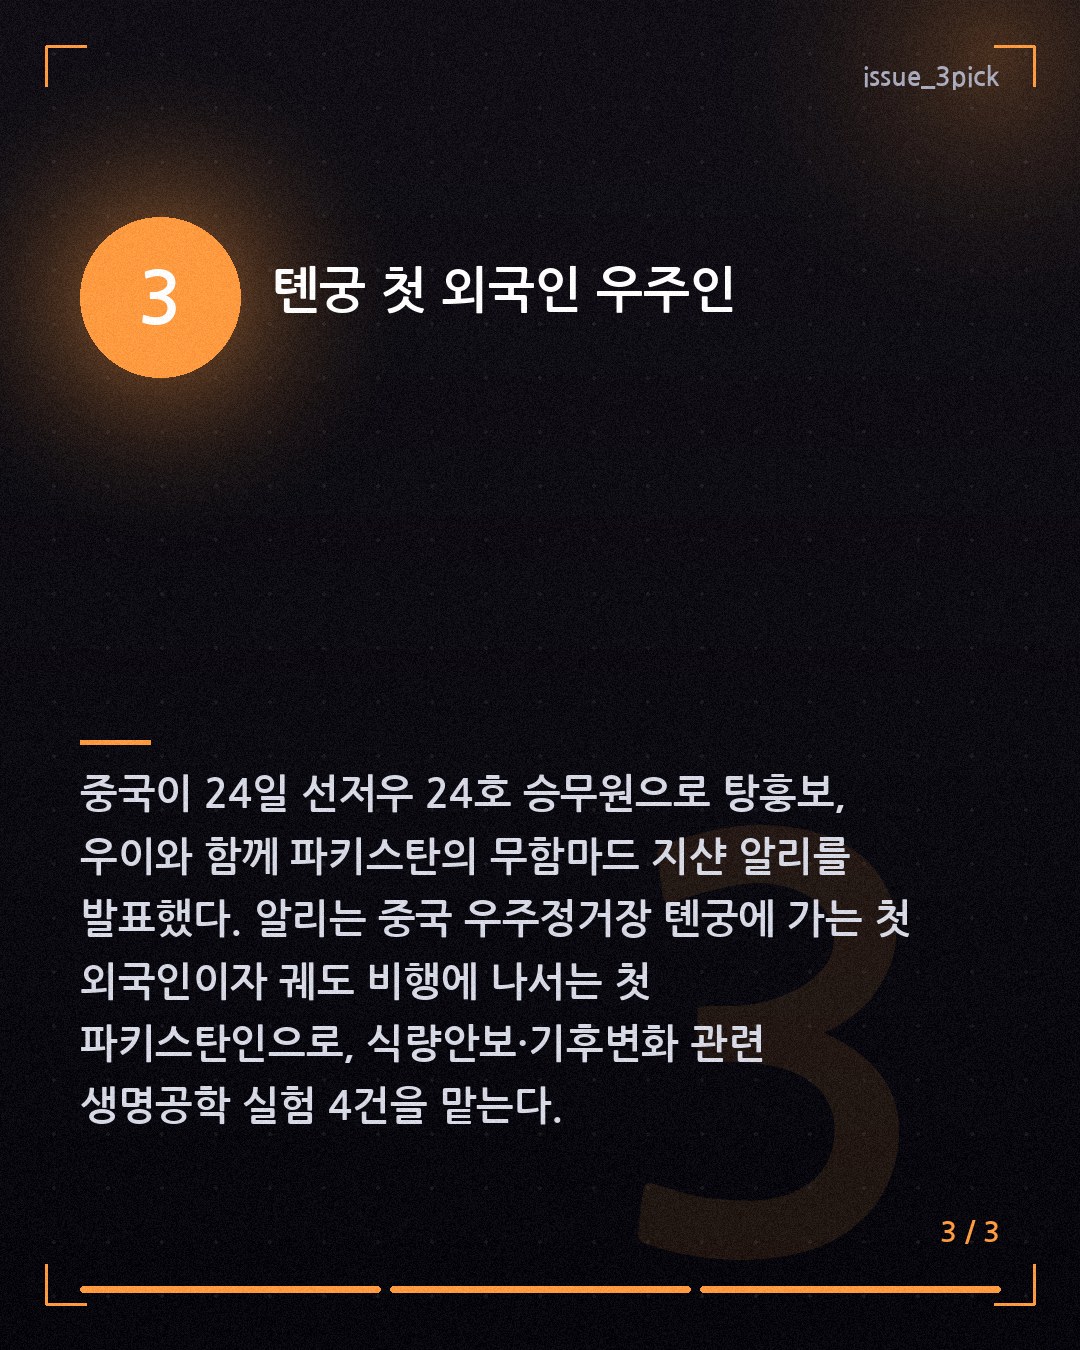 issue_3pick
3
톈궁 첫 외국인 우주인
중국이 24일 선저우 24호 승무원으로 탕훙보,
우이와 함께 파키스탄의 무함마드 지샨 알리를
발표했다. 알리는 중국 우주정거장 톈궁에 가는 첫
외국인이자 궤도 비행에 나서는 첫
파키스탄인으로, 식량안보·기후변화 관련
생명공학 실험 4건을 맡는다.
3
3 / 3